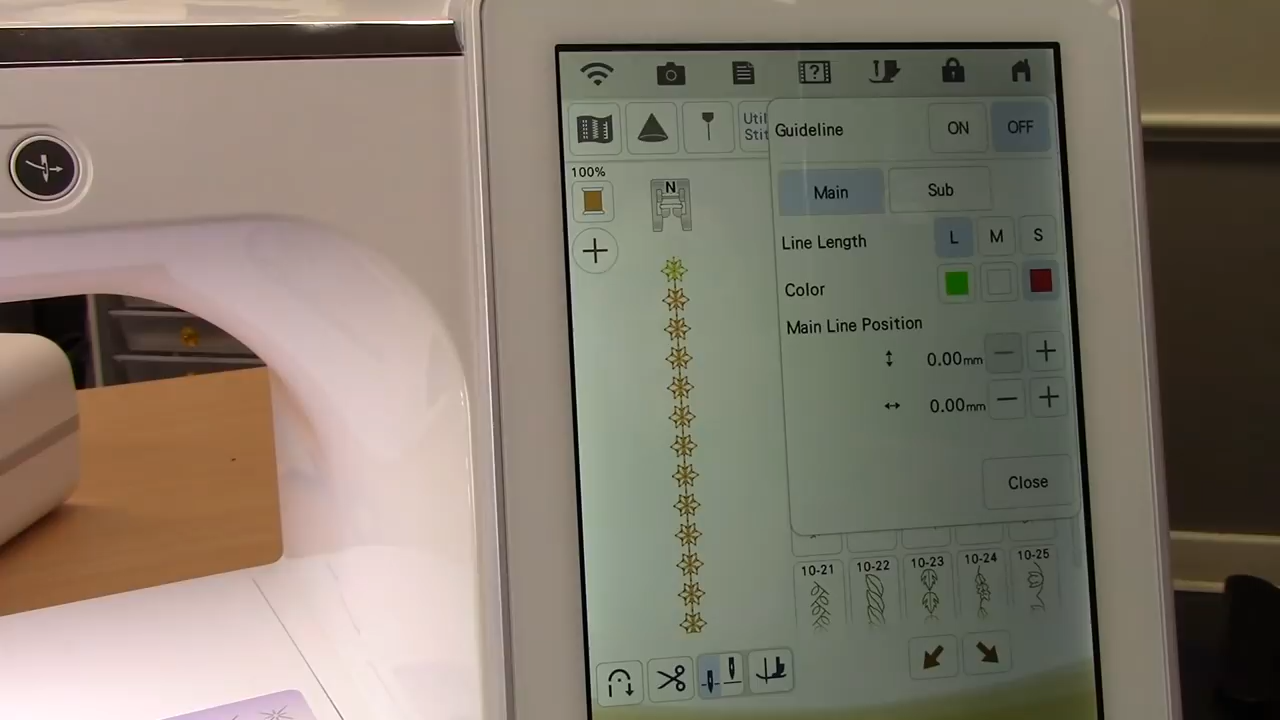 Util
Stit
Guideline ON OFF
100%
N
Main Sub
Line Length L M S
Color
Main Line Position
0.00mm
0.00mm
Close
10-21 10-22 10-23 10-24 10-25